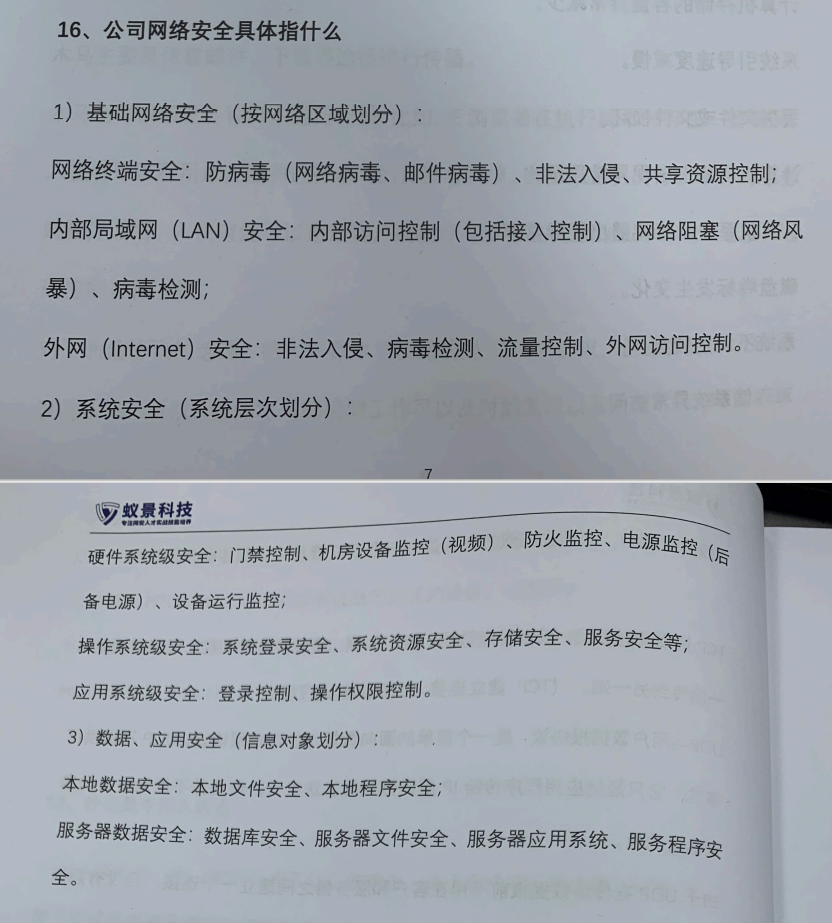 16、公司网络安全具体指什么
1）基础网络安全（按网络区域划分）：
网络终端安全：防病毒（网络病毒、邮件病毒）、非法入侵、共享资源控制；
内部局域网（LAN）安全：内部访问控制（包括接入控制）、网络阻塞（网络风
暴）、病毒检测；
外网（Internet）安全：非法入侵、病毒检测、流量控制、外网访问控制。
2）系统安全（系统层次划分）：
7
蚁景科技
专注网安人才实战技能培养
硬件系统级安全：门禁控制、机房设备监控（视频）、防火监控、电源监控（后
备电源）、设备运行监控；
操作系统级安全：系统登录安全、系统资源安全、存储安全、服务安全等；
应用系统级安全：登录控制、操作权限控制。
3）数据、应用安全（信息对象划分）：
本地数据安全：本地文件安全、本地程序安全；
服务器数据安全：数据库安全、服务器文件安全、服务器应用系统、服务程序安
全。